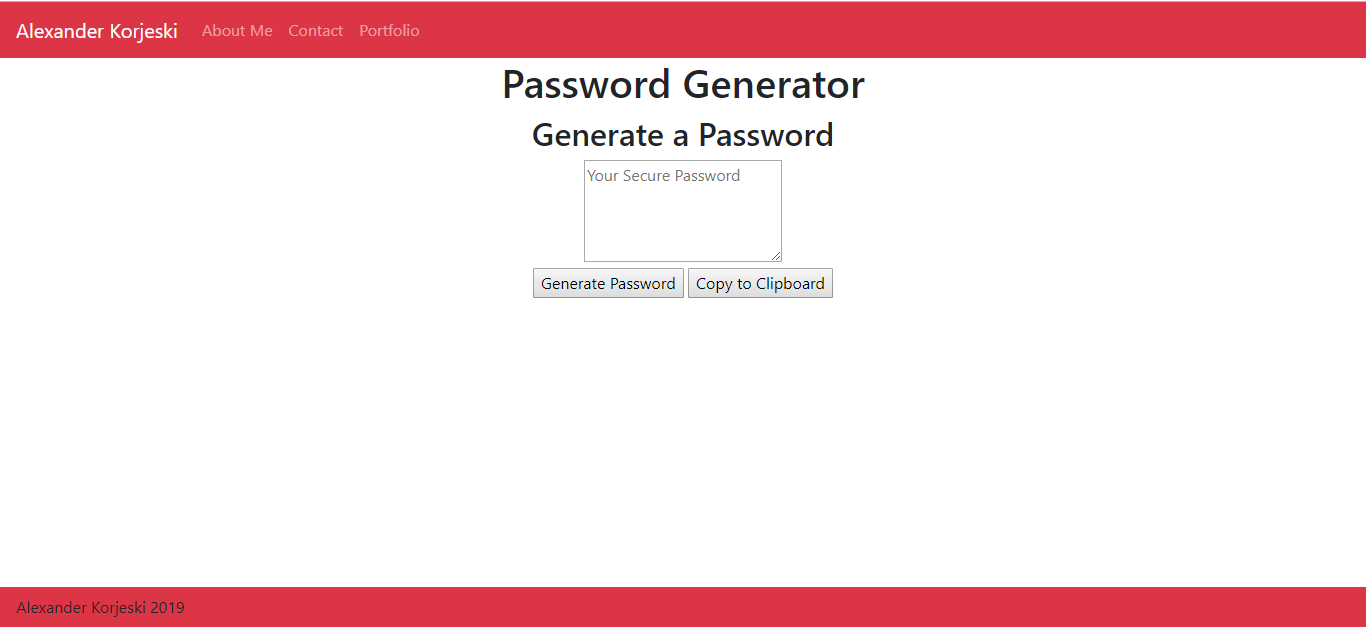 Alexander Korjeski About Me Contact Portfolio
Password Generator
Generate a Password
Your Secure Password
Generate Password Copy to Clipboard
Alexander Korjeski 2019